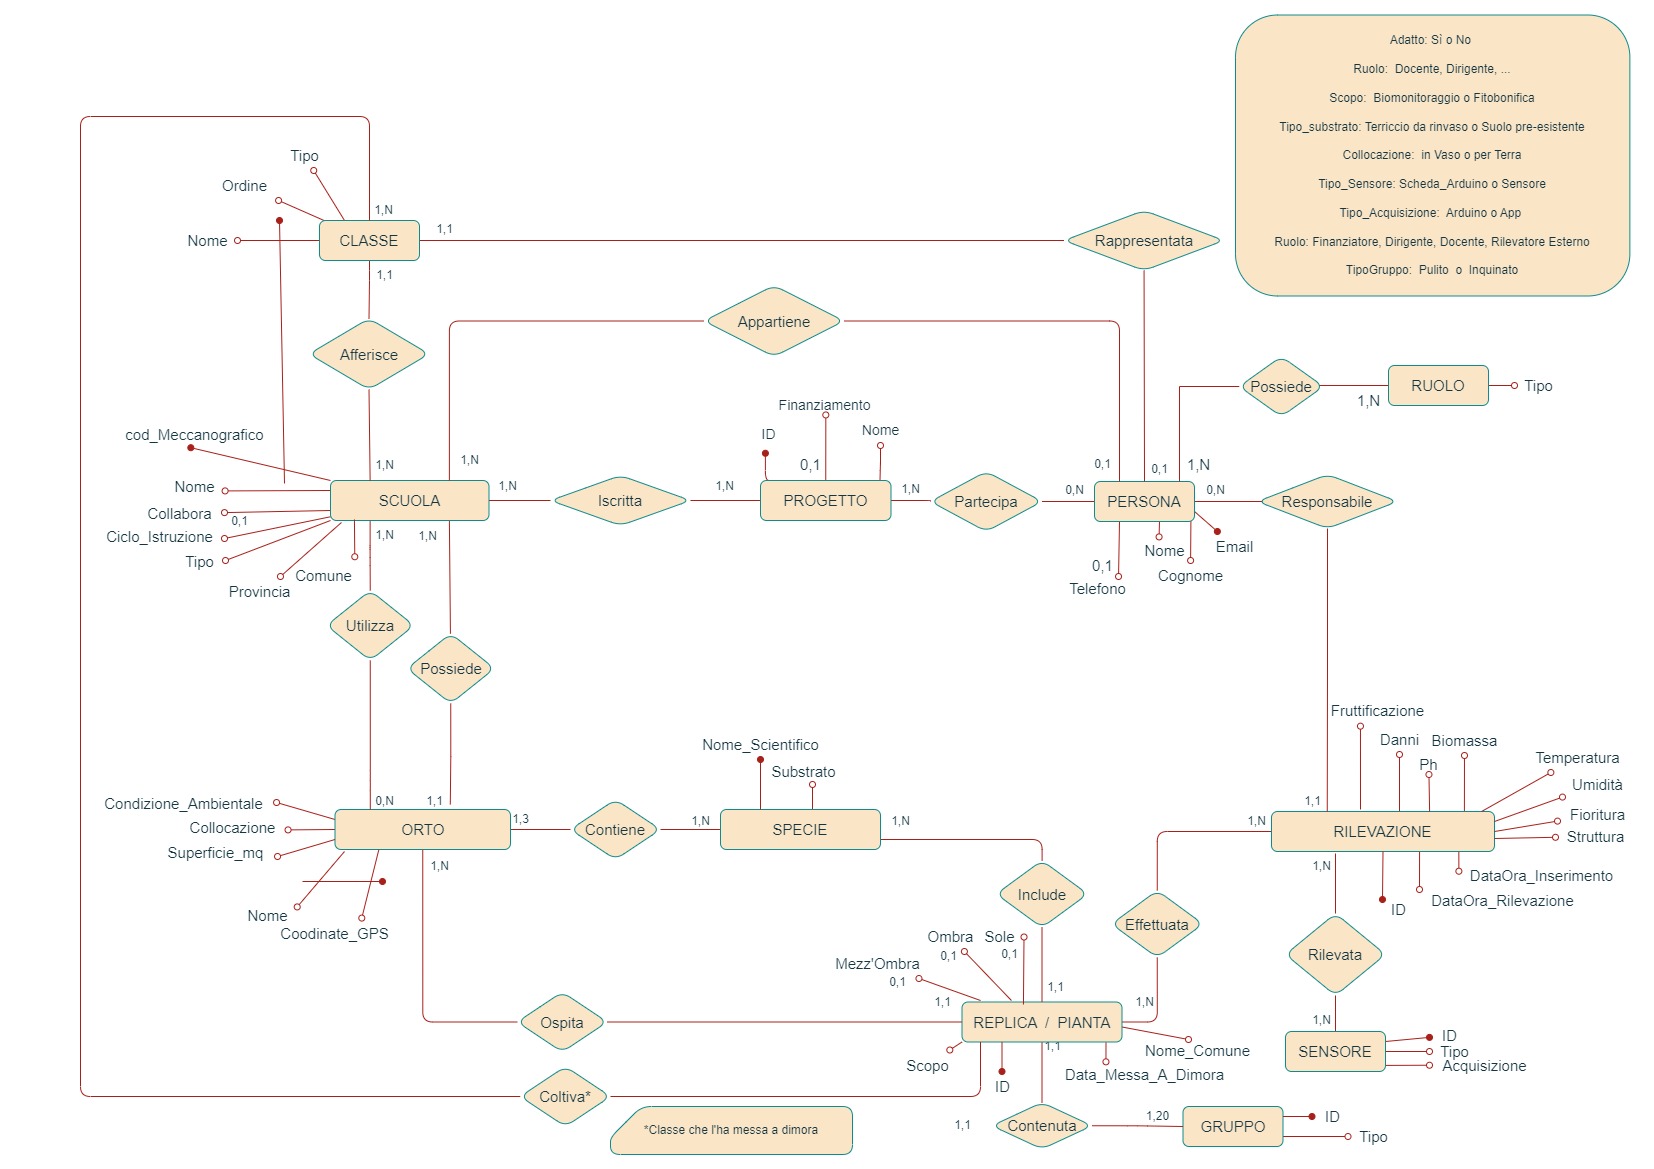 Adatto: Sì o No
Ruolo:  Docente, Dirigente, ...
Scopo:  Biomonitoraggio o Fitobonifica
Tipo_substrato: Terriccio da rinvaso o Suolo pre-esistente
Collocazione:  in Vaso o per Terra
Tipo_Sensore: Scheda_Arduino o Sensore
Tipo_Acquisizione:  Arduino o App
Ruolo: Finanziatore, Dirigente, Docente, Rilevatore Esterno
TipoGruppo:  Pulito  o  Inquinato
Tipo
Ordine
1,N
Nome
CLASSE
1,1
Rappresentata
1,1
Appartiene
Afferisce
Possiede
RUOLO
Tipo
1,N
Finanziamento
cod_Meccanografico
ID
Nome
1,N
1,N
0,1
0,1
0,1
1,N
Nome
SCUOLA
1,N
Iscritta
1,N
PROGETTO
1,N
Partecipa
0,N
PERSONA
0,N
Responsabile
Collabora
0,1
Ciclo_Istruzione
1,N
1,N
Tipo
Comune
Provincia
Nome
Email
0,1
Cognome
Telefono
Utilizza
Possiede
Fruttificazione
Nome_Scientifico
Danni
Biomassa
Temperatura
Substrato
Ph
Umidità
Condizione_Ambientale
0,N
1,1
1,1
Fioritura
Collocazione
ORTO
1,3
Contiene
1,N
SPECIE
1,N
1,N
RILEVAZIONE
Struttura
Superficie_mq
1,N
1,N
DataOra_Inserimento
Include
DataOra_Rilevazione
ID
Nome
Coodinate_GPS
Effettuata
Ombra
0,1
Sole
0,1
Rilevata
Mezz'Ombra
0,1
1,1
1,1
1,N
Ospita
REPLICA  /  PIANTA
1,N
1,1
Nome_Comune
SENSORE
ID
Tipo
Acquisizione
Scopo
ID
Data_Messa_A_Dimora
Coltiva*
*Classe che l'ha messa a dimora
1,1
Contenuta
1,20
GRUPPO
ID
Tipo